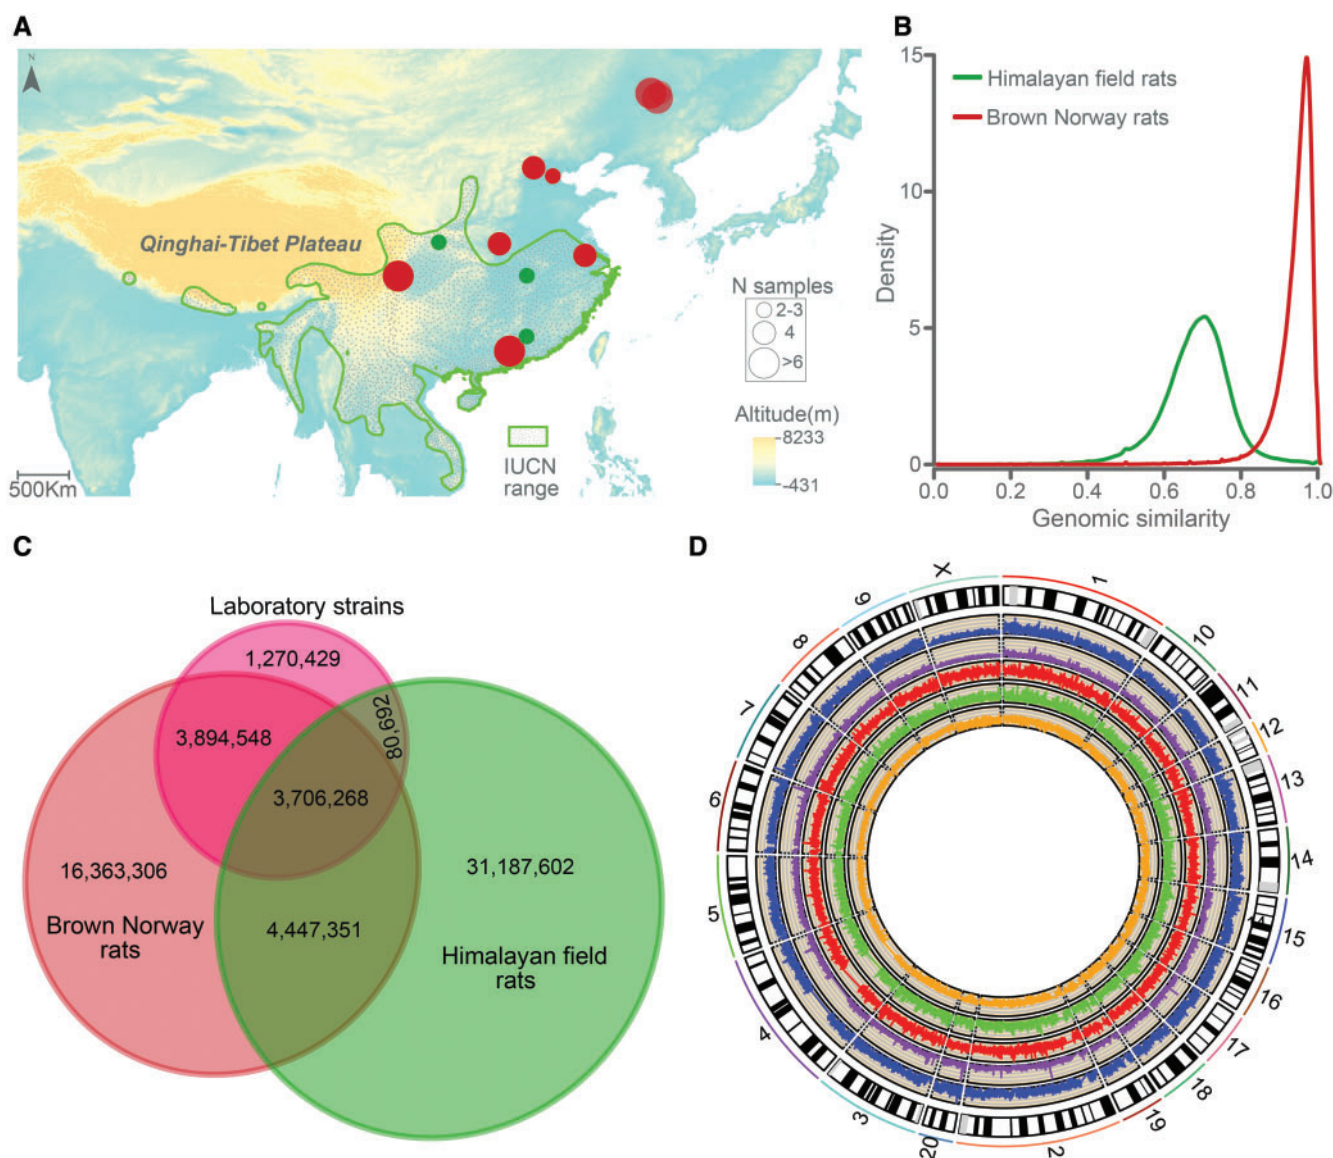 A
N
Qinghai-Tibet Plateau
N samples
2-3
4
>6
Altitude(m)
8233
-431
IUCN
range
500Km
B
15
10
5
0
Density
Himalayan field rats
Brown Norway rats
0.0 0.2 0.4 0.6 0.8 1.0
Genomic similarity
C
Laboratory strains
1,270,429
3,894,548
80,692
3,706,268
16,363,306
31,187,602
Brown Norway
rats
4,447,351
Himalayan field
rats
D
X
1
10
11
12
13
14
15
16
17
18
19
2
20
3
4
5
6
7
8
9